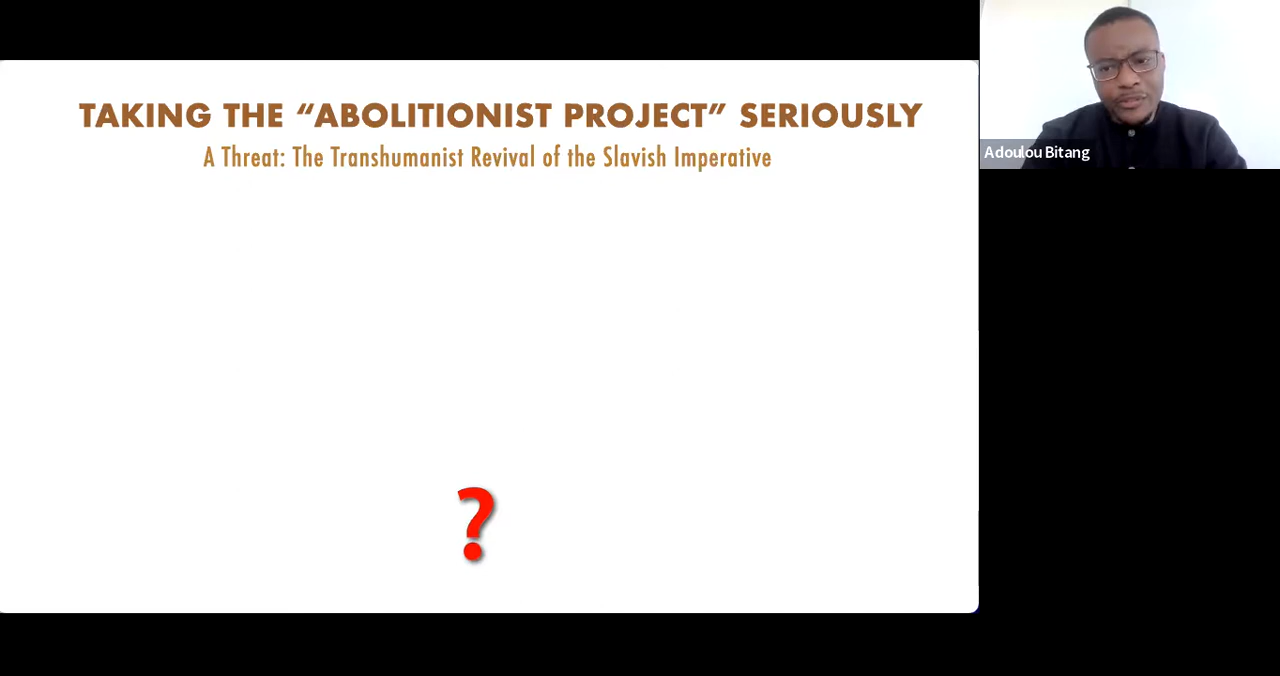 TAKING THE “ABOLITIONIST PROJECT” SERIOUSLY
A Threat: The Transhumanist Revival of the Slavish Imperative
?
Adoulou Bitang